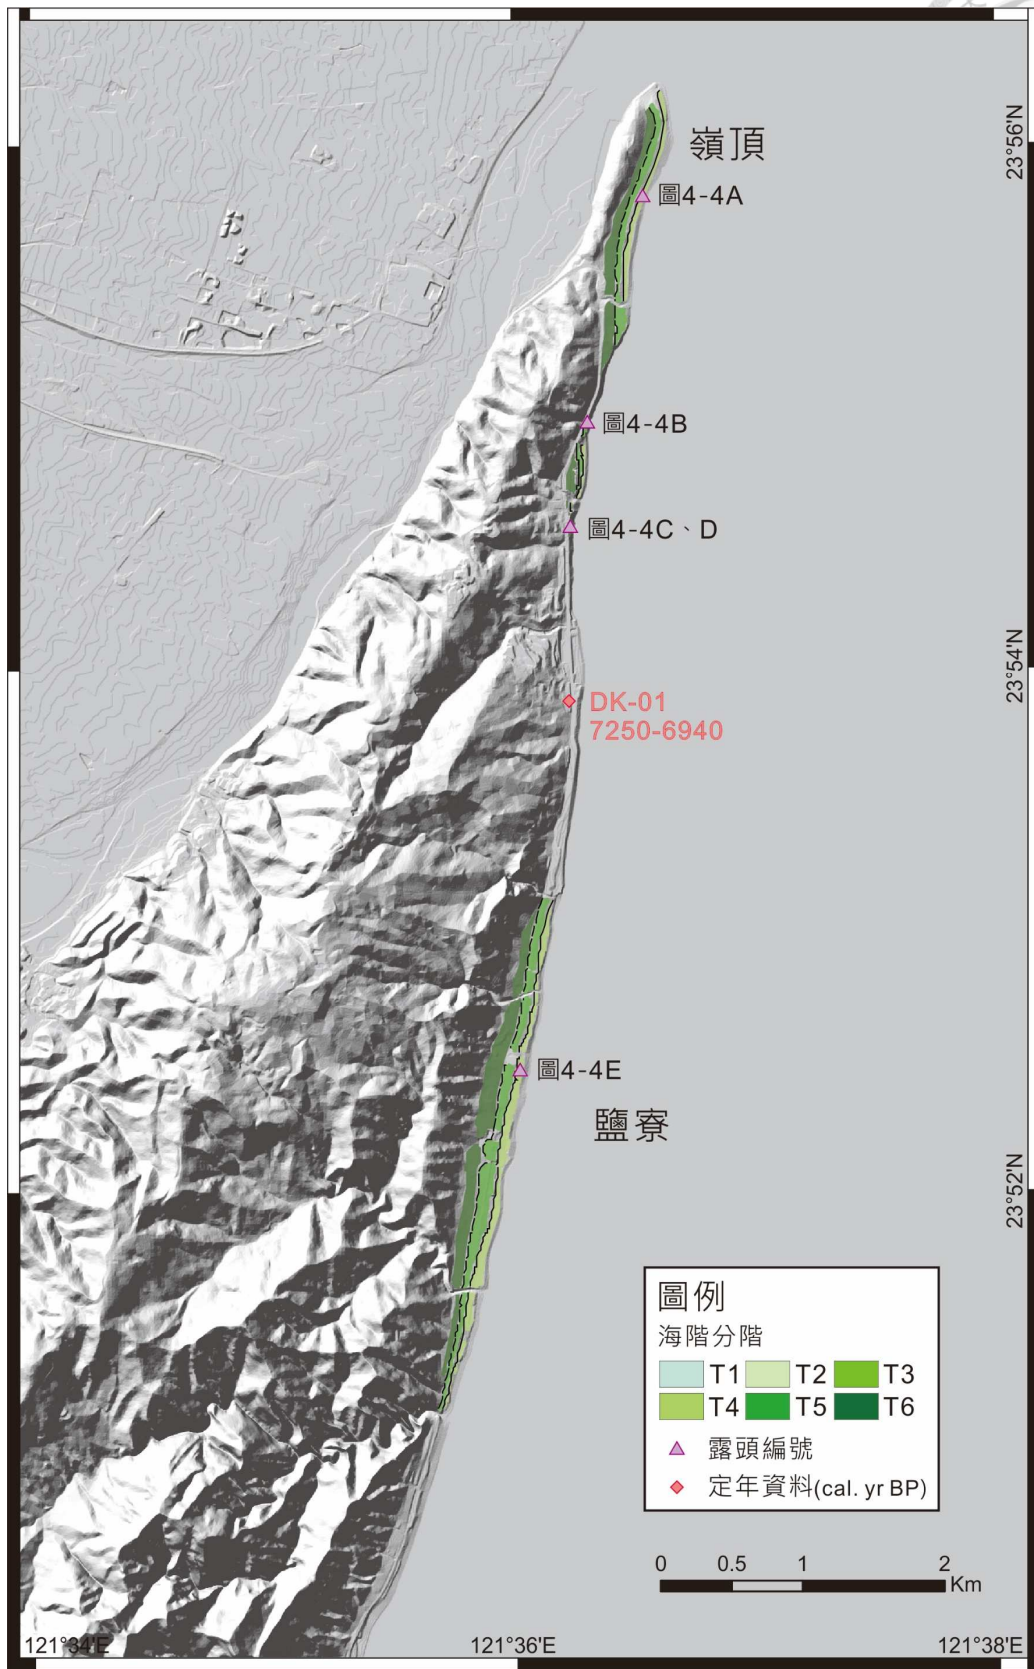 嶺頂
23°56'N
圖4-4A
圖4-4B
圖4-4C、D
23°54'N
DK-01
7250-6940
圖4-4E
鹽寮
23°52'N
圖例
海階分階
T1 T2 T3
T4 T5 T6
露頭編號
定年資料(cal. yr BP)
0 0.5 1 2
Km
121°34'E 121°36'E 121°38'E